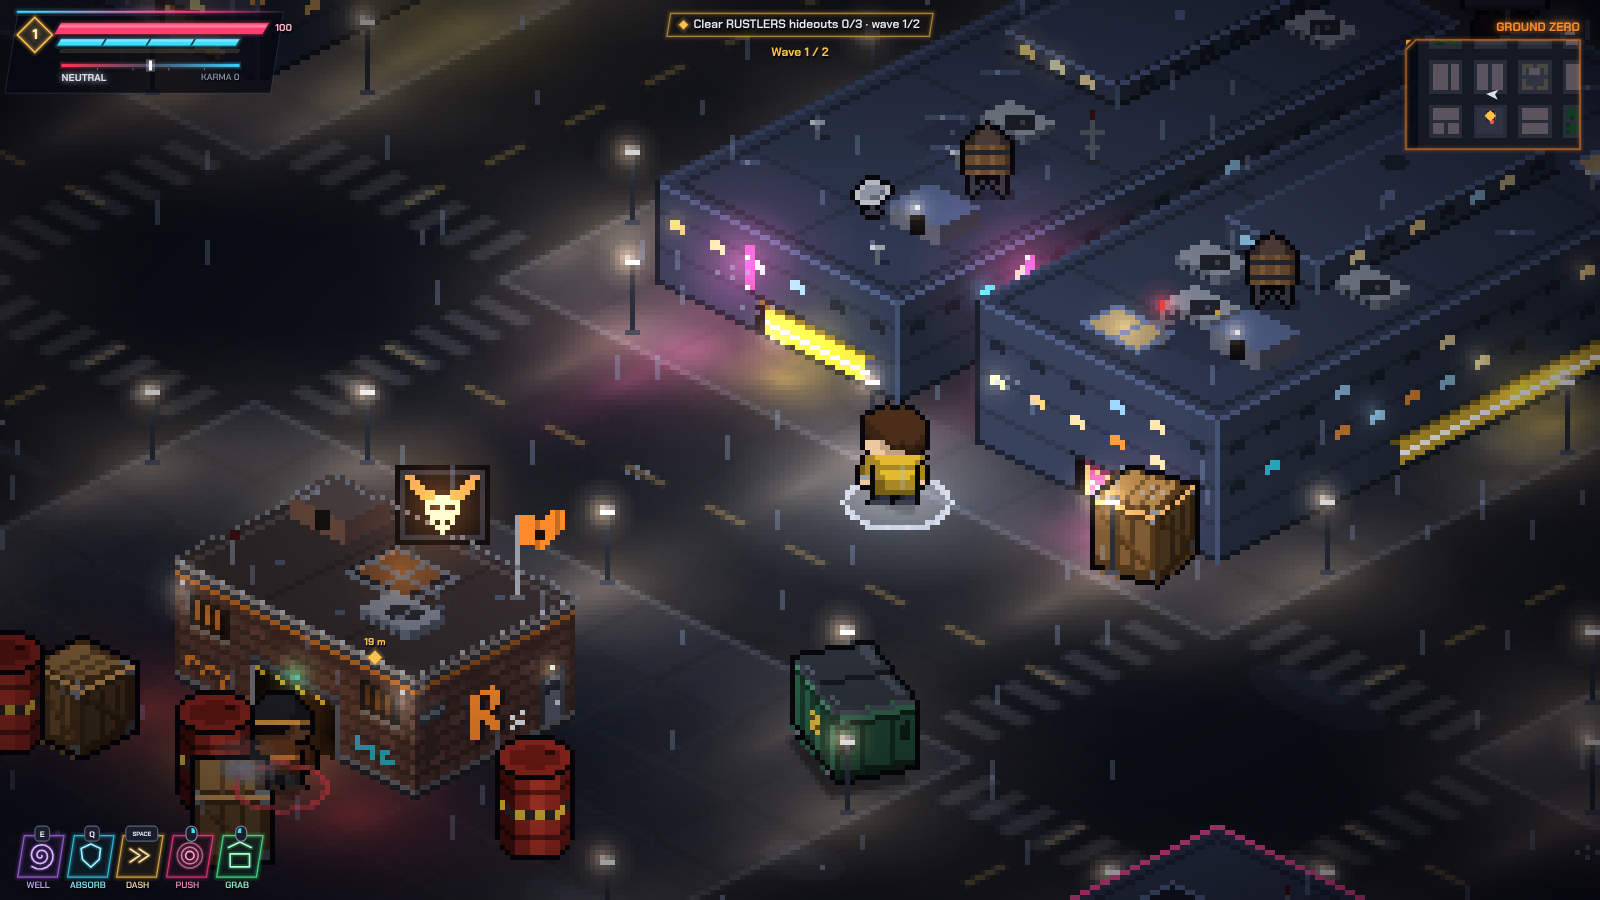 1
100
NEUTRAL
KARMA 0
Clear RUSTLERS hideouts 0/3 · wave 1/2
Wave 1 / 2
GROUND ZERO
19 m
R
E
Q
SPACE
WELL
ABSORB
DASH
PUSH
GRAB